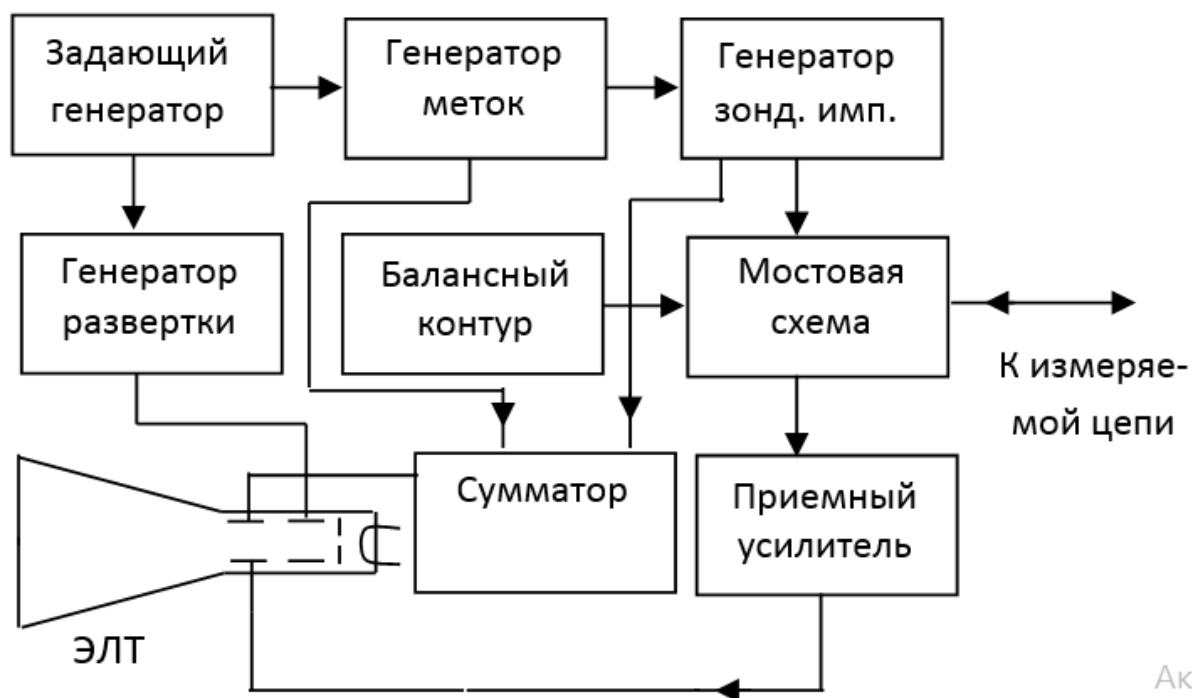 Задающий
генератор
Генератор
меток
Генератор
зонд. имп.
Генератор
развертки
Балансный
контур
Мостовая
схема
К измеряе-
мой цепи
Сумматор
Приемный
усилитель
ЭЛТ
Ак